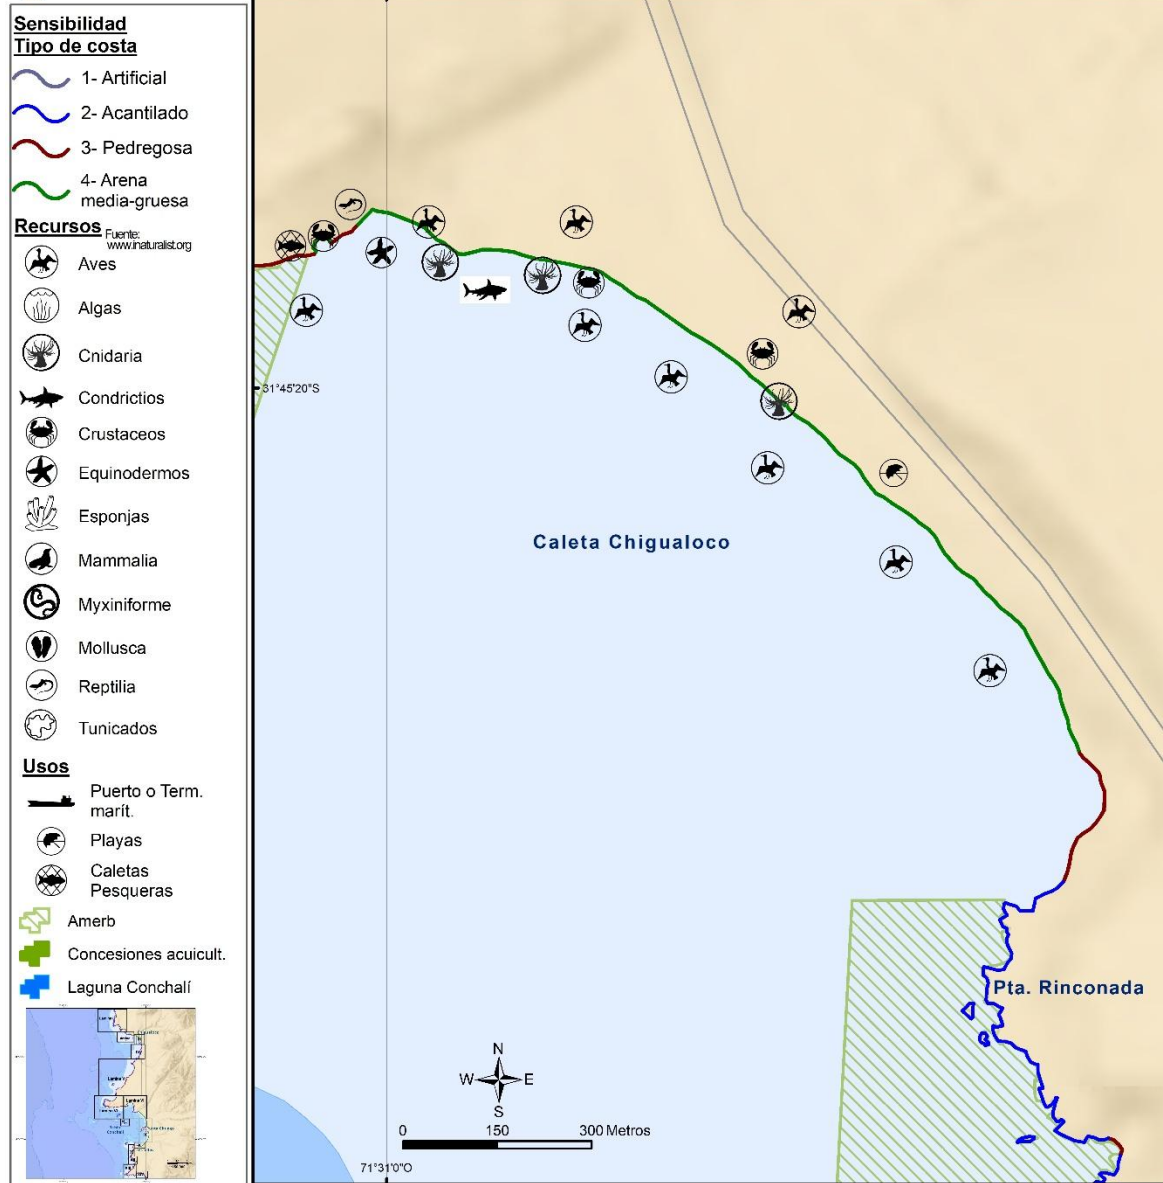 Sensibilidad
Tipo de costa
1- Artificial
2- Acantilado
3- Pedregosa
4- Arena
media-gruesa
Recursos Fuente:
www.inaturalist.org
Aves
Algas
Cnidaria
Condrictios
Crustaceos
Equinodermos
Esponjas
Mammalia
Myxiniforme
Mollusca
Reptilia
Tunicados
Usos
Puerto o Term.
marít.
Playas
Caletas
Pesqueras
Amerb
Concesiones acuicult.
Laguna Conchalí
31°45'20"S
Caleta Chigualoco
Pta. Rinconada
N
W E
S
0 150 300 Metros
71°31'0"O